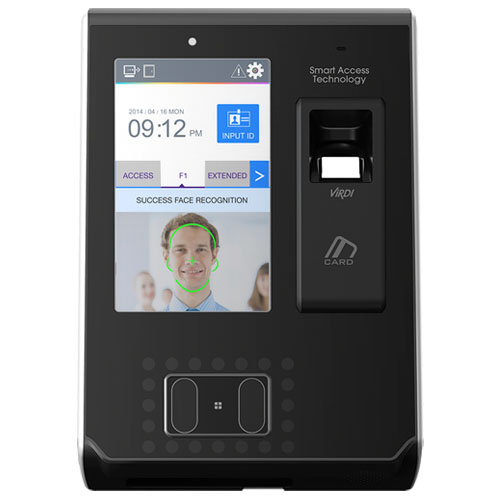 Smart Access
Technology
2014 / 04 / 16 MON
09:12 PM
INPUT ID
ACCESS
F1
EXTENDED
>
SUCCESS FACE RECOGNITION
ViRDI
CARD